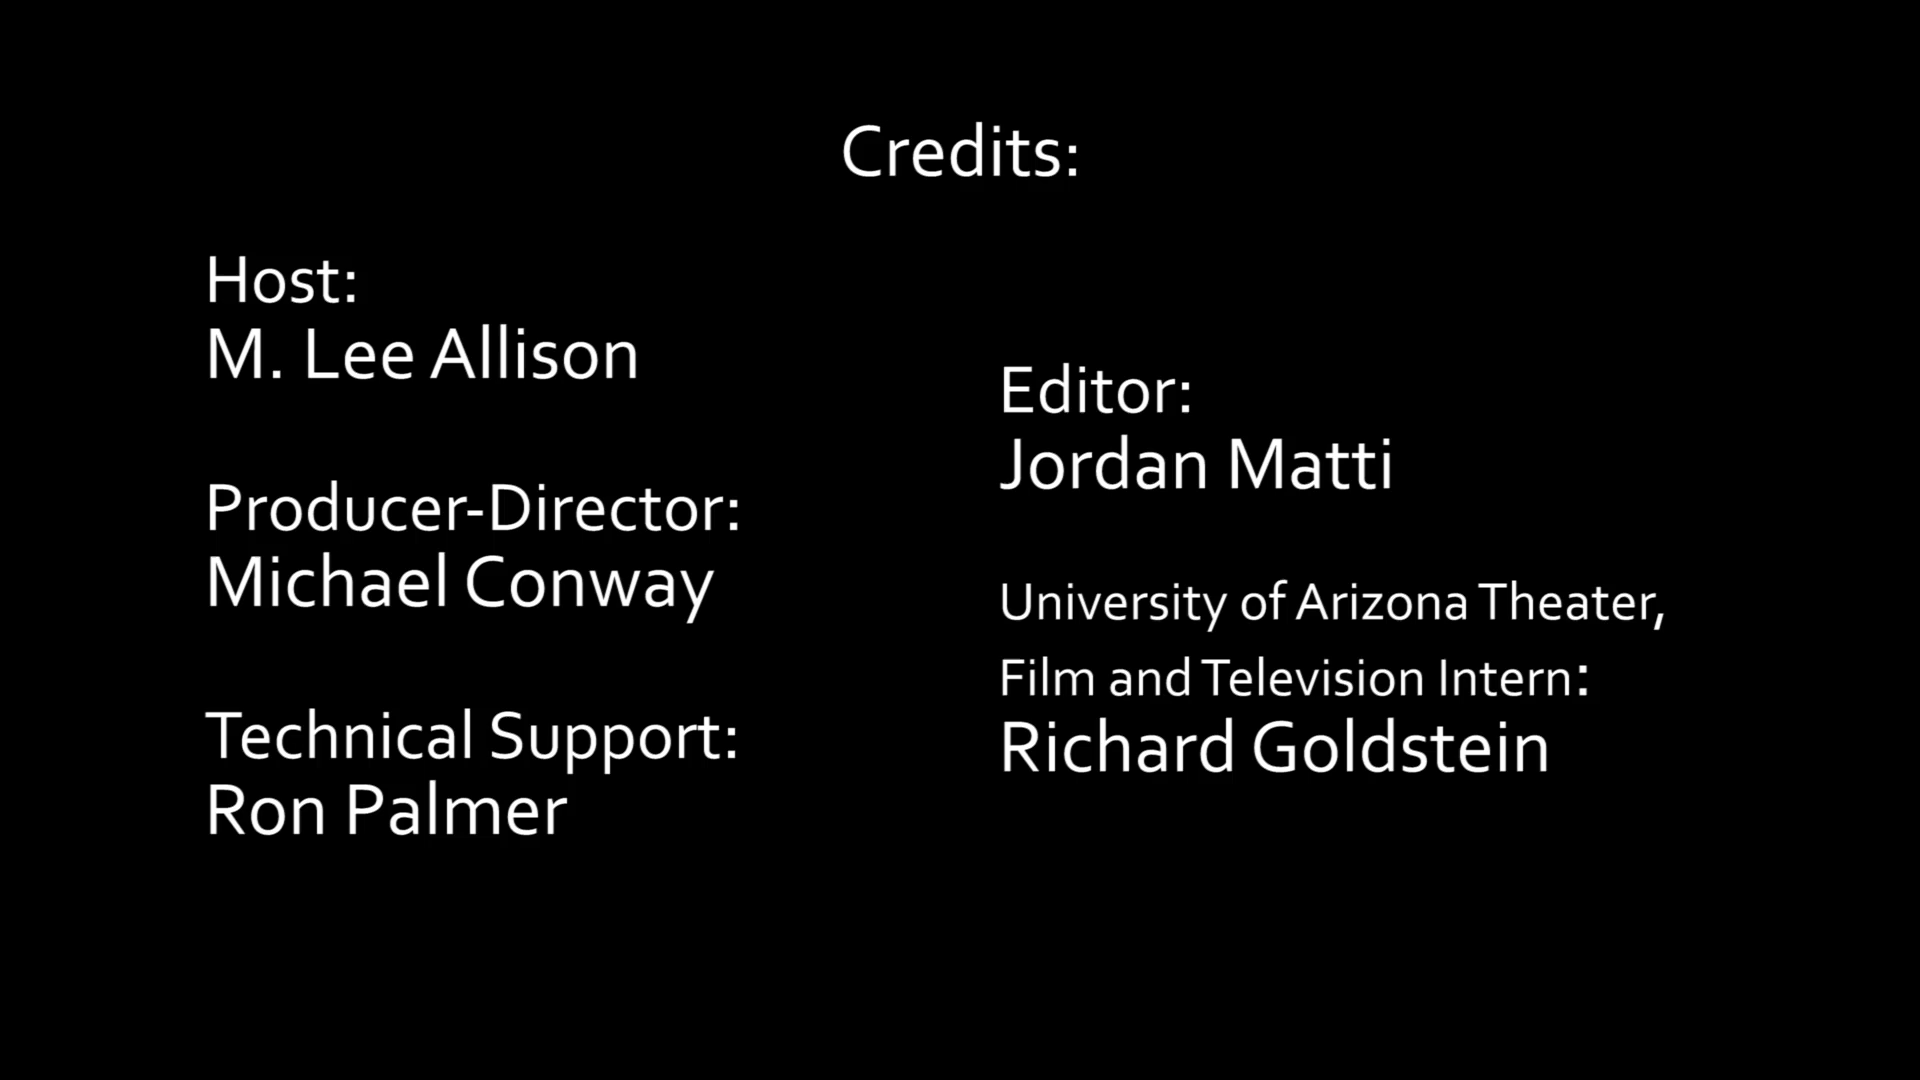 Credits:
Host:
M. Lee Allison
Producer-Director:
Michael Conway
Technical Support:
Ron Palmer
Editor:
Jordan Matti
University of Arizona Theater,
Film and Television Intern:
Richard Goldstein